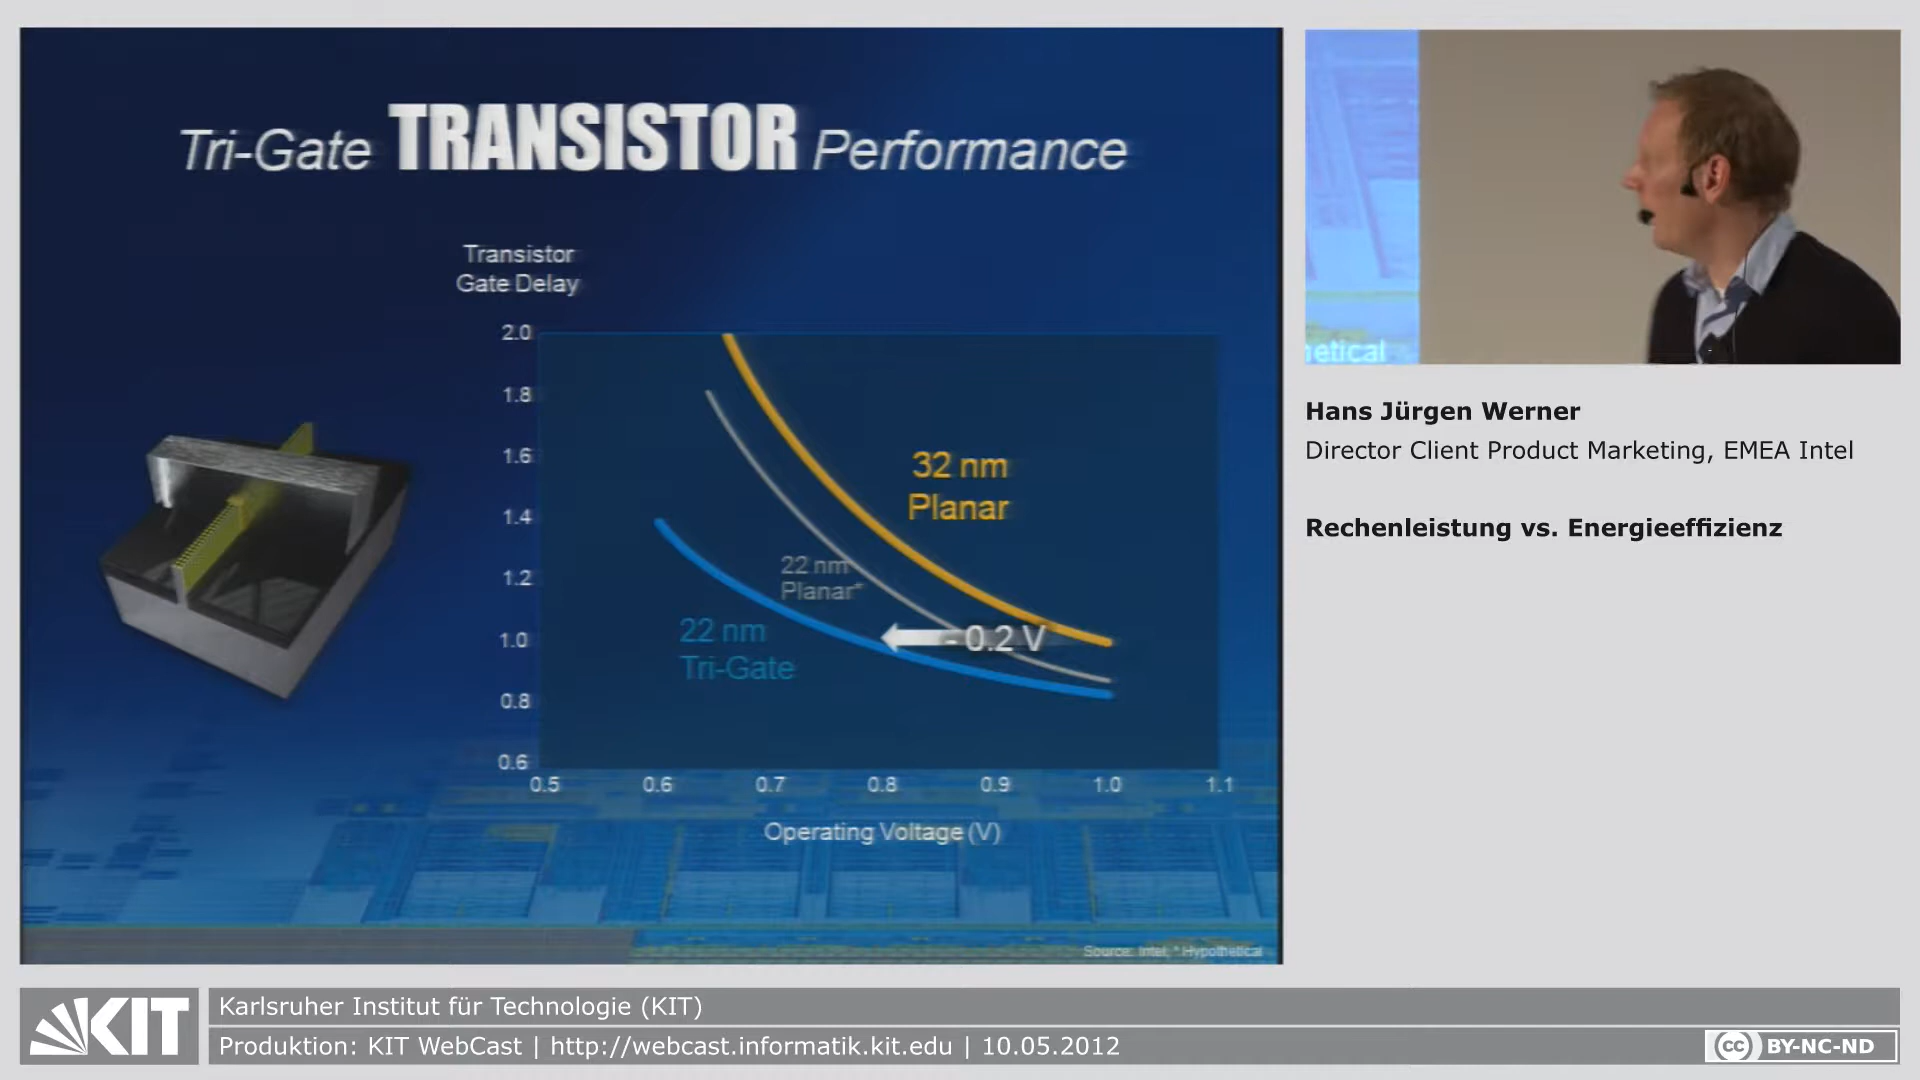 Tri-Gate TRANSISTOR Performance
Transistor
Gate Delay
2.0
1.8
1.6
1.4
1.2
1.0
0.8
0.6
0.5 0.6 0.7 0.8 0.9 1.0 1.1
Operating Voltage (V)
32 nm
Planar
22 nm
Planar*
22 nm
Tri-Gate
- 0.2 V
Source: Intel, * Hypothetical
hetical
Hans Jürgen Werner
Director Client Product Marketing, EMEA Intel
Rechenleistung vs. Energieeffizienz
KIT
Karlsruher Institut für Technologie (KIT)
Produktion: KIT WebCast | http://webcast.informatik.kit.edu | 10.05.2012
cc BY-NC-ND